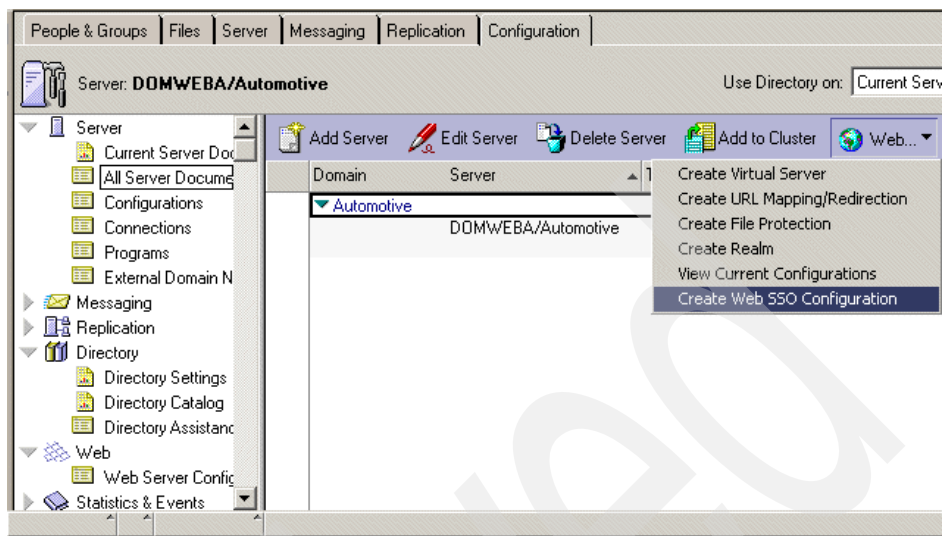 People & Groups Files Server Messaging Replication Configuration
Server: DOMWEBA/Automotive Use Directory on: Current Serv
Server
Current Server Doc
All Server Docume
Configurations
Connections
Programs
External Domain N
Messaging
Replication
Directory
Directory Settings
Directory Catalog
Directory Assistanc
Web
Web Server Config
Statistics & Events
Add Server Edit Server Delete Server Add to Cluster Web...
Domain Server
Automotive
DOMWEBA/Automotive
Create Virtual Server
Create URL Mapping/Redirection
Create File Protection
Create Realm
View Current Configurations
Create Web SSO Configuration